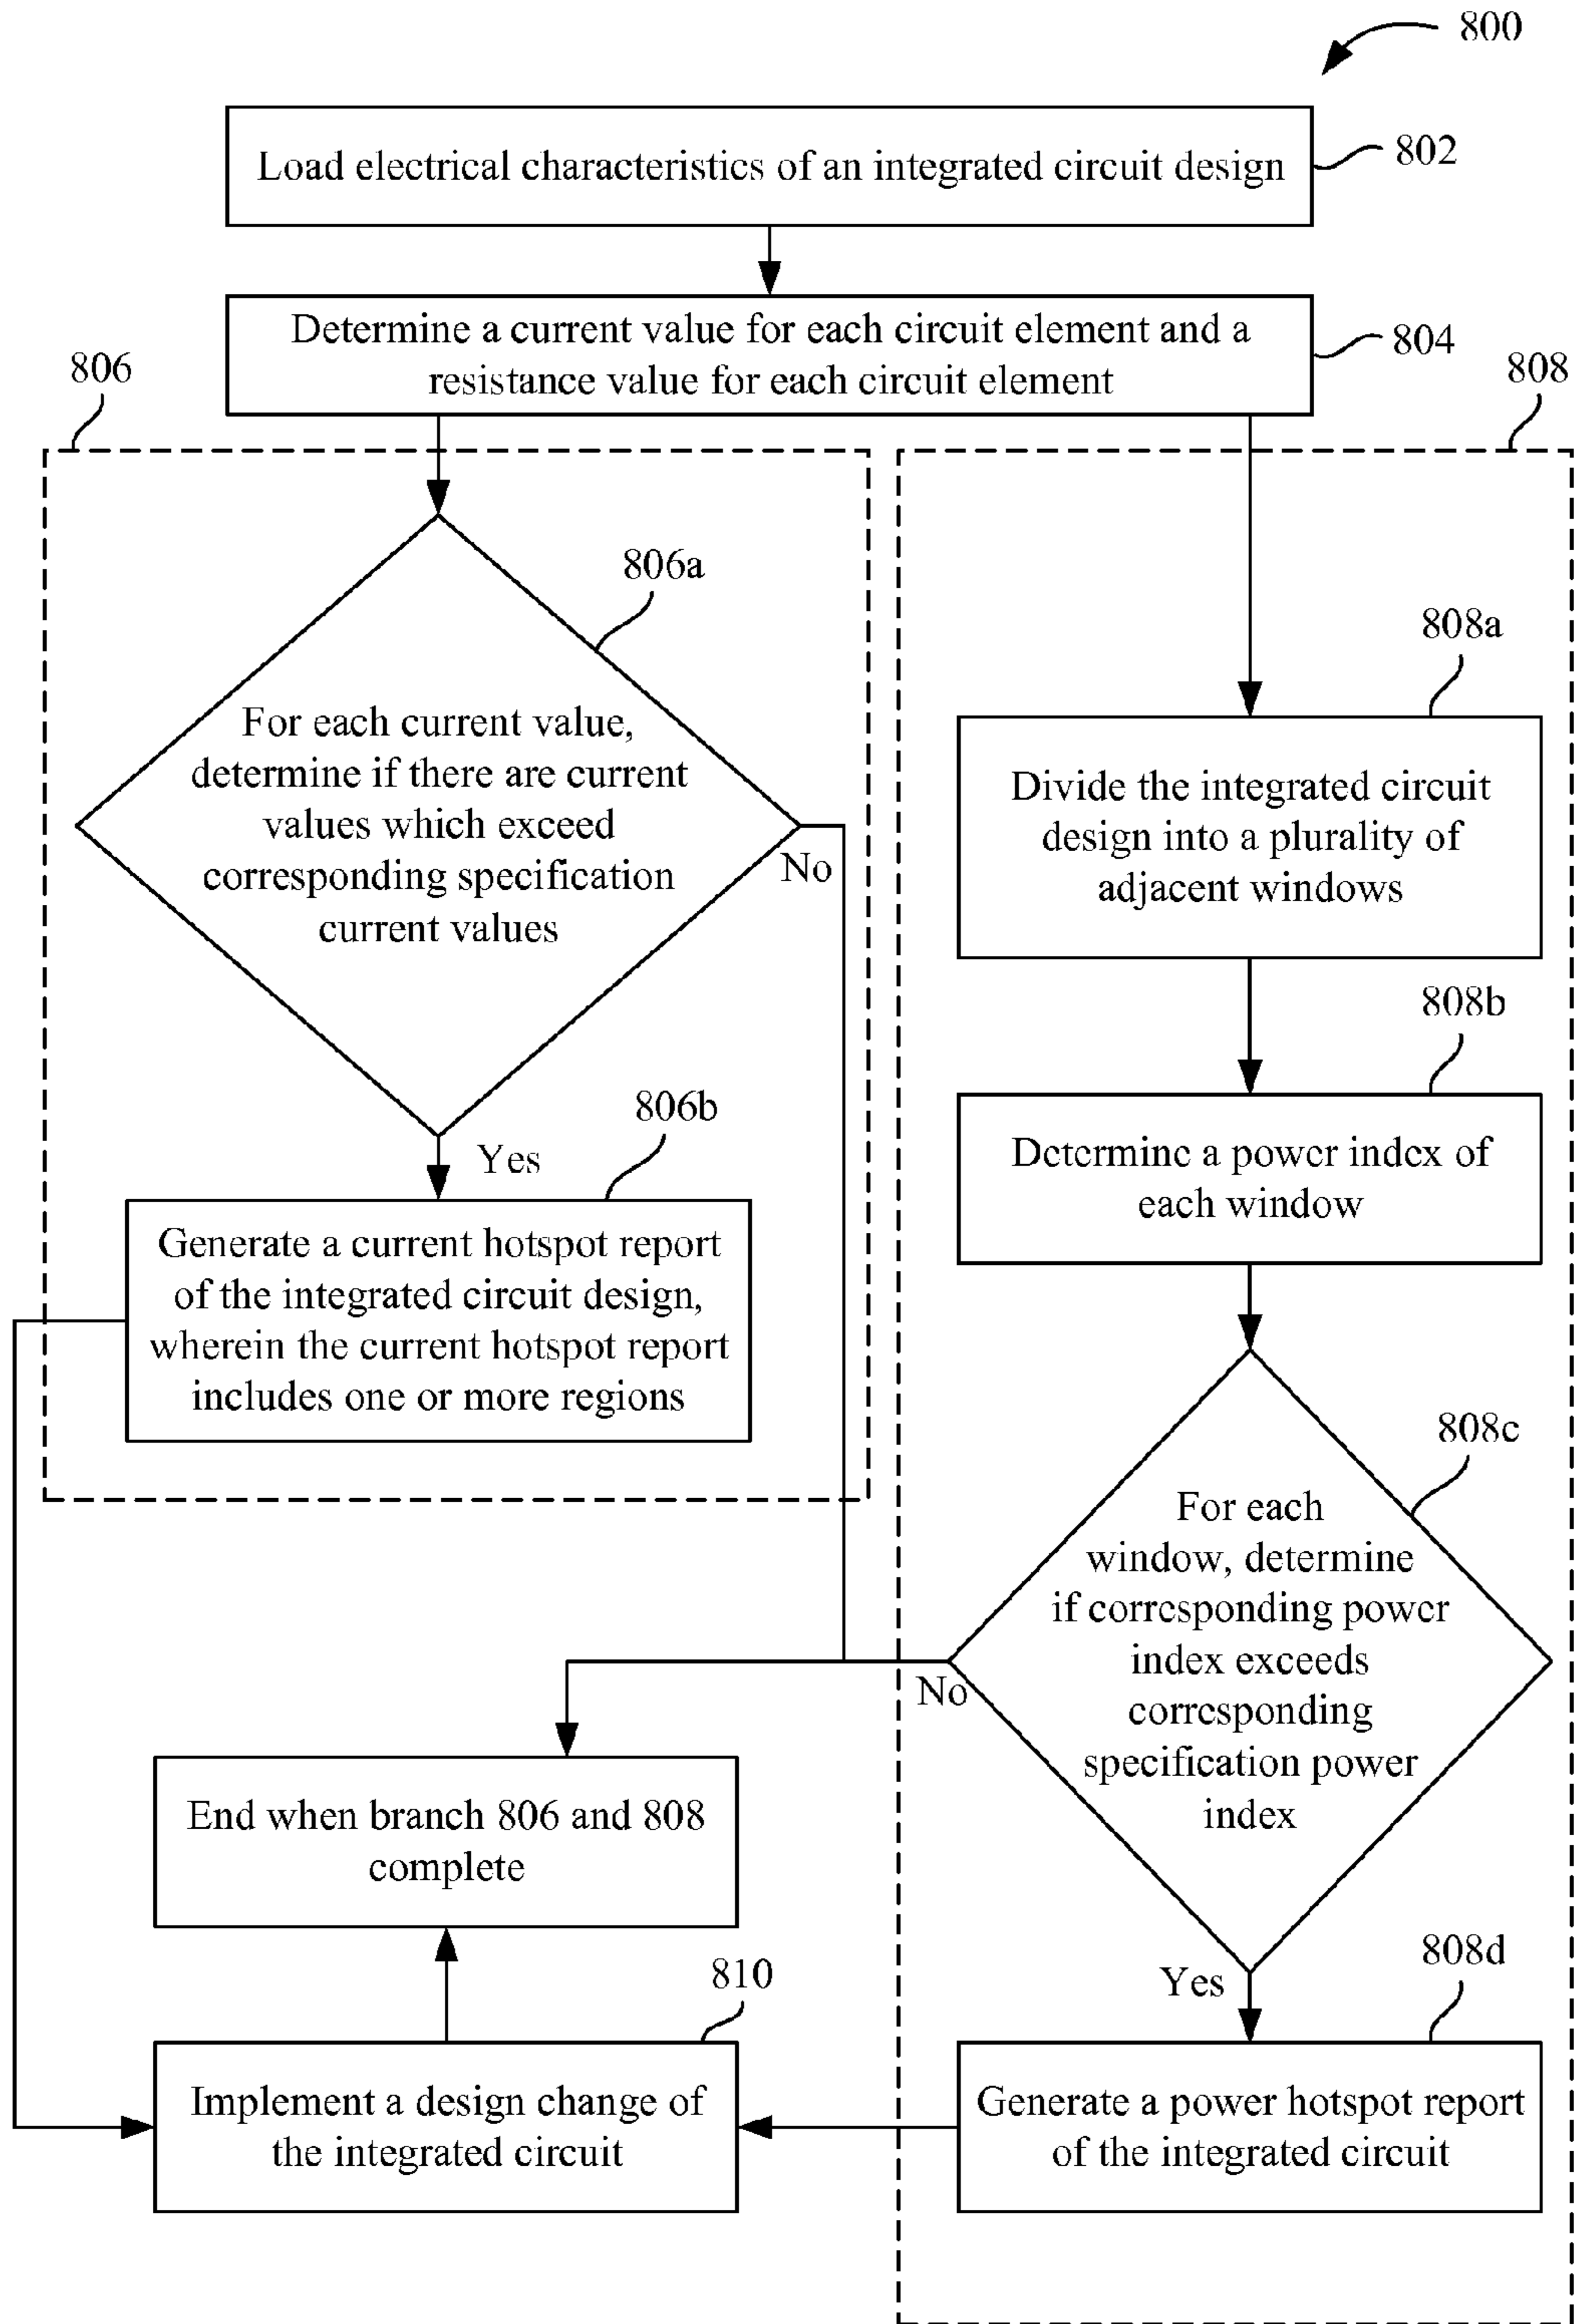 800
Load electrical characteristics of an integrated circuit design
802
Determine a current value for each circuit element and a
resistance value for each circuit element
804
806
808
806a
For each current value,
determine if there are current
values which exceed
corresponding specification
current values
No
Yes
806b
Generate a current hotspot report
of the integrated circuit design,
wherein the current hotspot report
includes one or more regions
808a
Divide the integrated circuit
design into a plurality of
adjacent windows
808b
Determine a power index of
each window
808c
For each
window, determine
if corresponding power
index exceeds
corresponding
specification power
index
No
Yes
808d
Generate a power hotspot report
of the integrated circuit
End when branch 806 and 808
complete
810
Implement a design change of
the integrated circuit